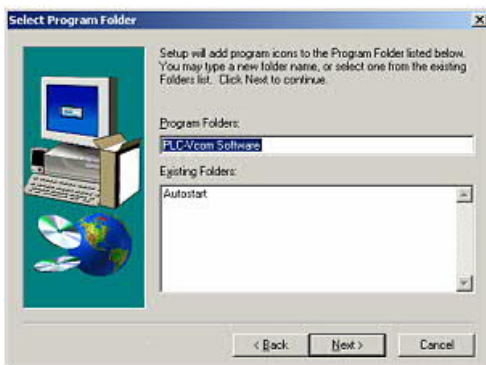 Select Program Folder
Setup will add program icons to the Program Folder listed below.
You may type a new folder name, or select one from the existing
Folders list. Click Next to continue.
Program Folders:
PLC-Vcom Software
Existing Folders:
Autostart
< Back
Next >
Cancel